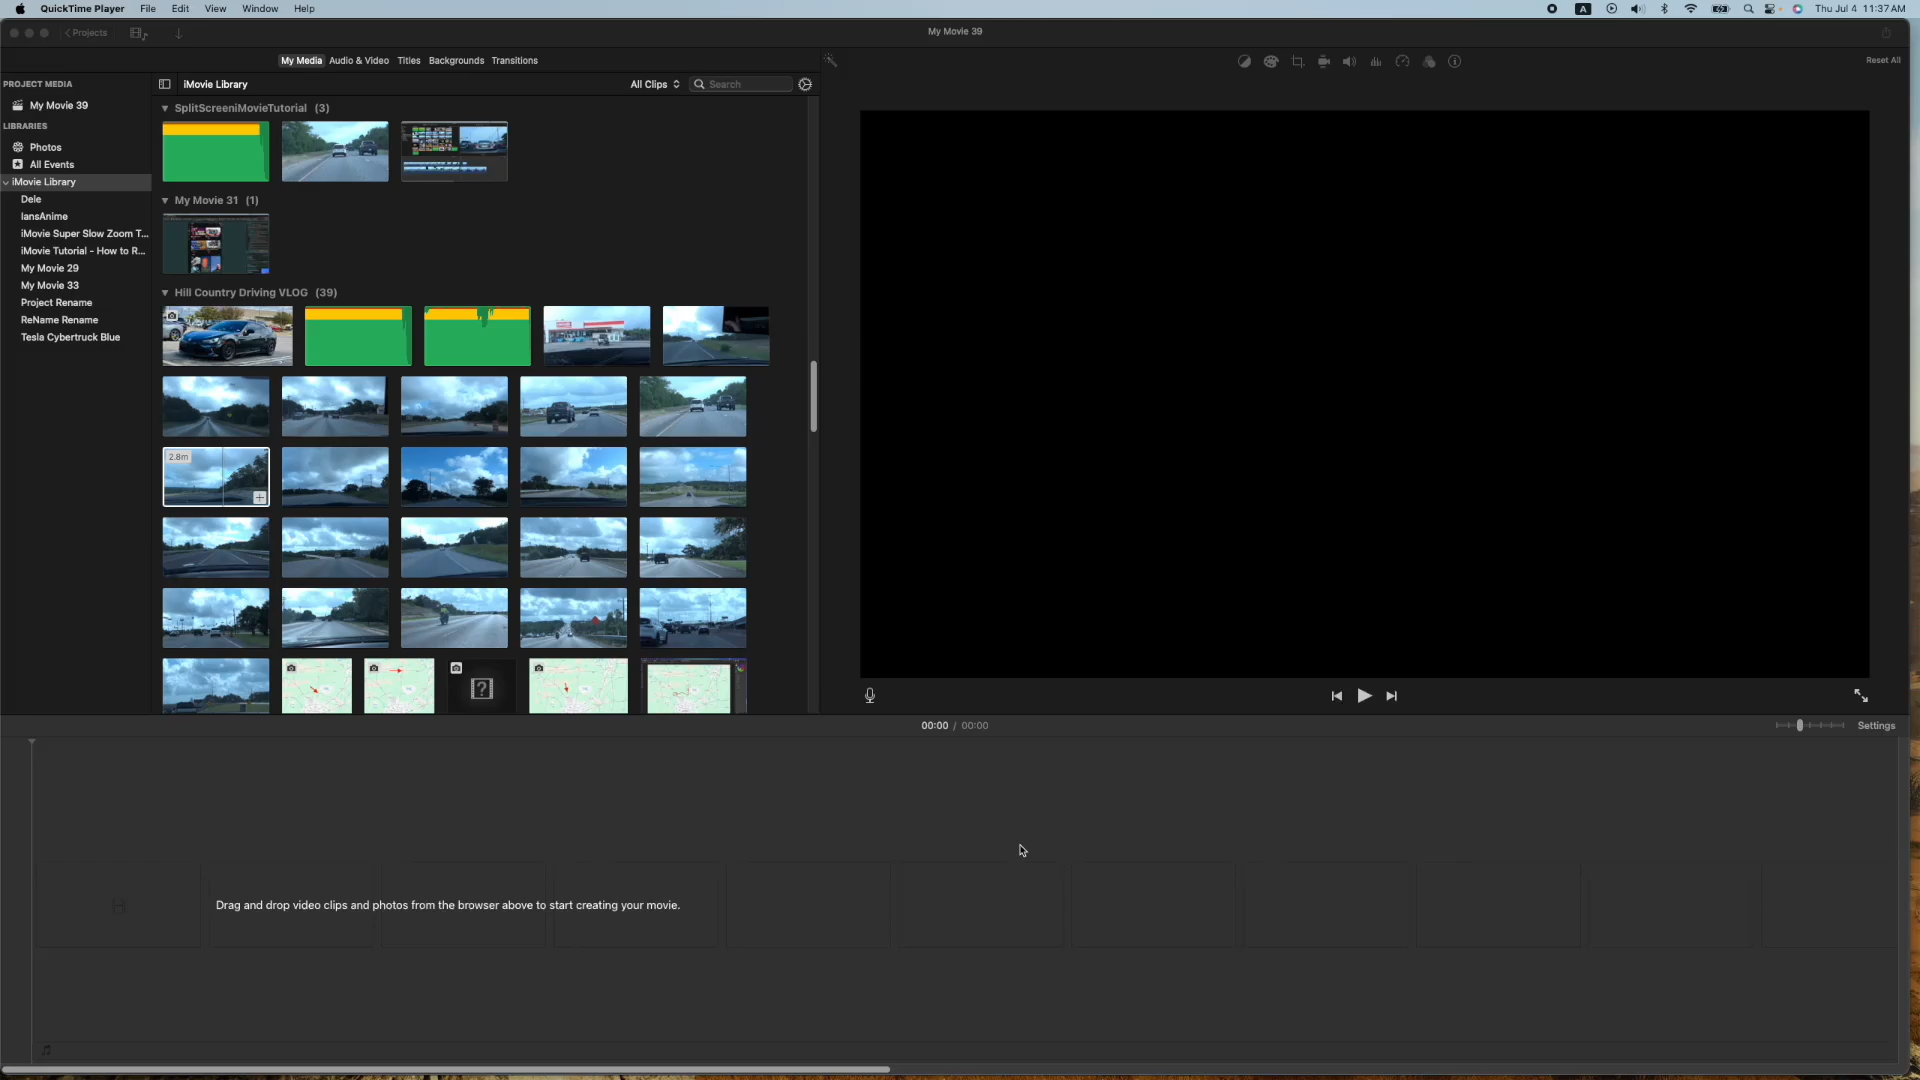 QuickTime Player File Edit View Window Help
A Thu Jul 4 11:37 AM
Projects
My Movie 39
My Media Audio & Video Titles Backgrounds Transitions
Reset All
PROJECT MEDIA
My Movie 39
LIBRARIES
Photos
All Events
iMovie Library
Dele
IansAnime
iMovie Super Slow Zoom T...
iMovie Tutorial - How to R...
My Movie 29
My Movie 33
Project Rename
ReName Rename
Tesla Cybertruck Blue
iMovie Library
All Clips
Search
SplitScreeniMovieTutorial (3)
My Movie 31 (1)
Hill Country Driving VLOG (39)
2.8m
00:00 / 00:00
Settings
Drag and drop video clips and photos from the browser above to start creating your movie.